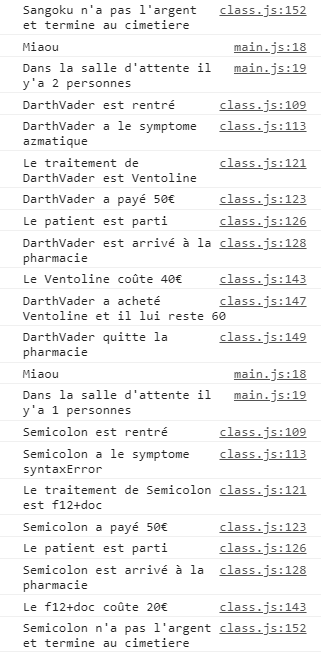 Sangoku n'a pas l'argent class.js:152
et termine au cimetiere
Miaou main.js:18
Dans la salle d'attente il main.js:19
y'a 2 personnes
DarthVader est rentré class.js:109
DarthVader a le symptome class.js:113
azmatique
Le traitement de class.js:121
DarthVader est Ventoline
DarthVader a payé 50€ class.js:123
Le patient est parti class.js:126
DarthVader est arrivé à la class.js:128
pharmacie
Le Ventoline coûte 40€ class.js:143
DarthVader a acheté class.js:147
Ventoline et il lui reste 60
DarthVader quitte la class.js:149
pharmacie
Miaou main.js:18
Dans la salle d'attente il main.js:19
y'a 1 personnes
Semicolon est rentré class.js:109
Semicolon a le symptome class.js:113
syntaxError
Le traitement de Semicolon class.js:121
est f12+doc
Semicolon a payé 50€ class.js:123
Le patient est parti class.js:126
Semicolon est arrivé à la class.js:128
pharmacie
Le f12+doc coûte 20€ class.js:143
Semicolon n'a pas l'argent class.js:152
et termine au cimetiere